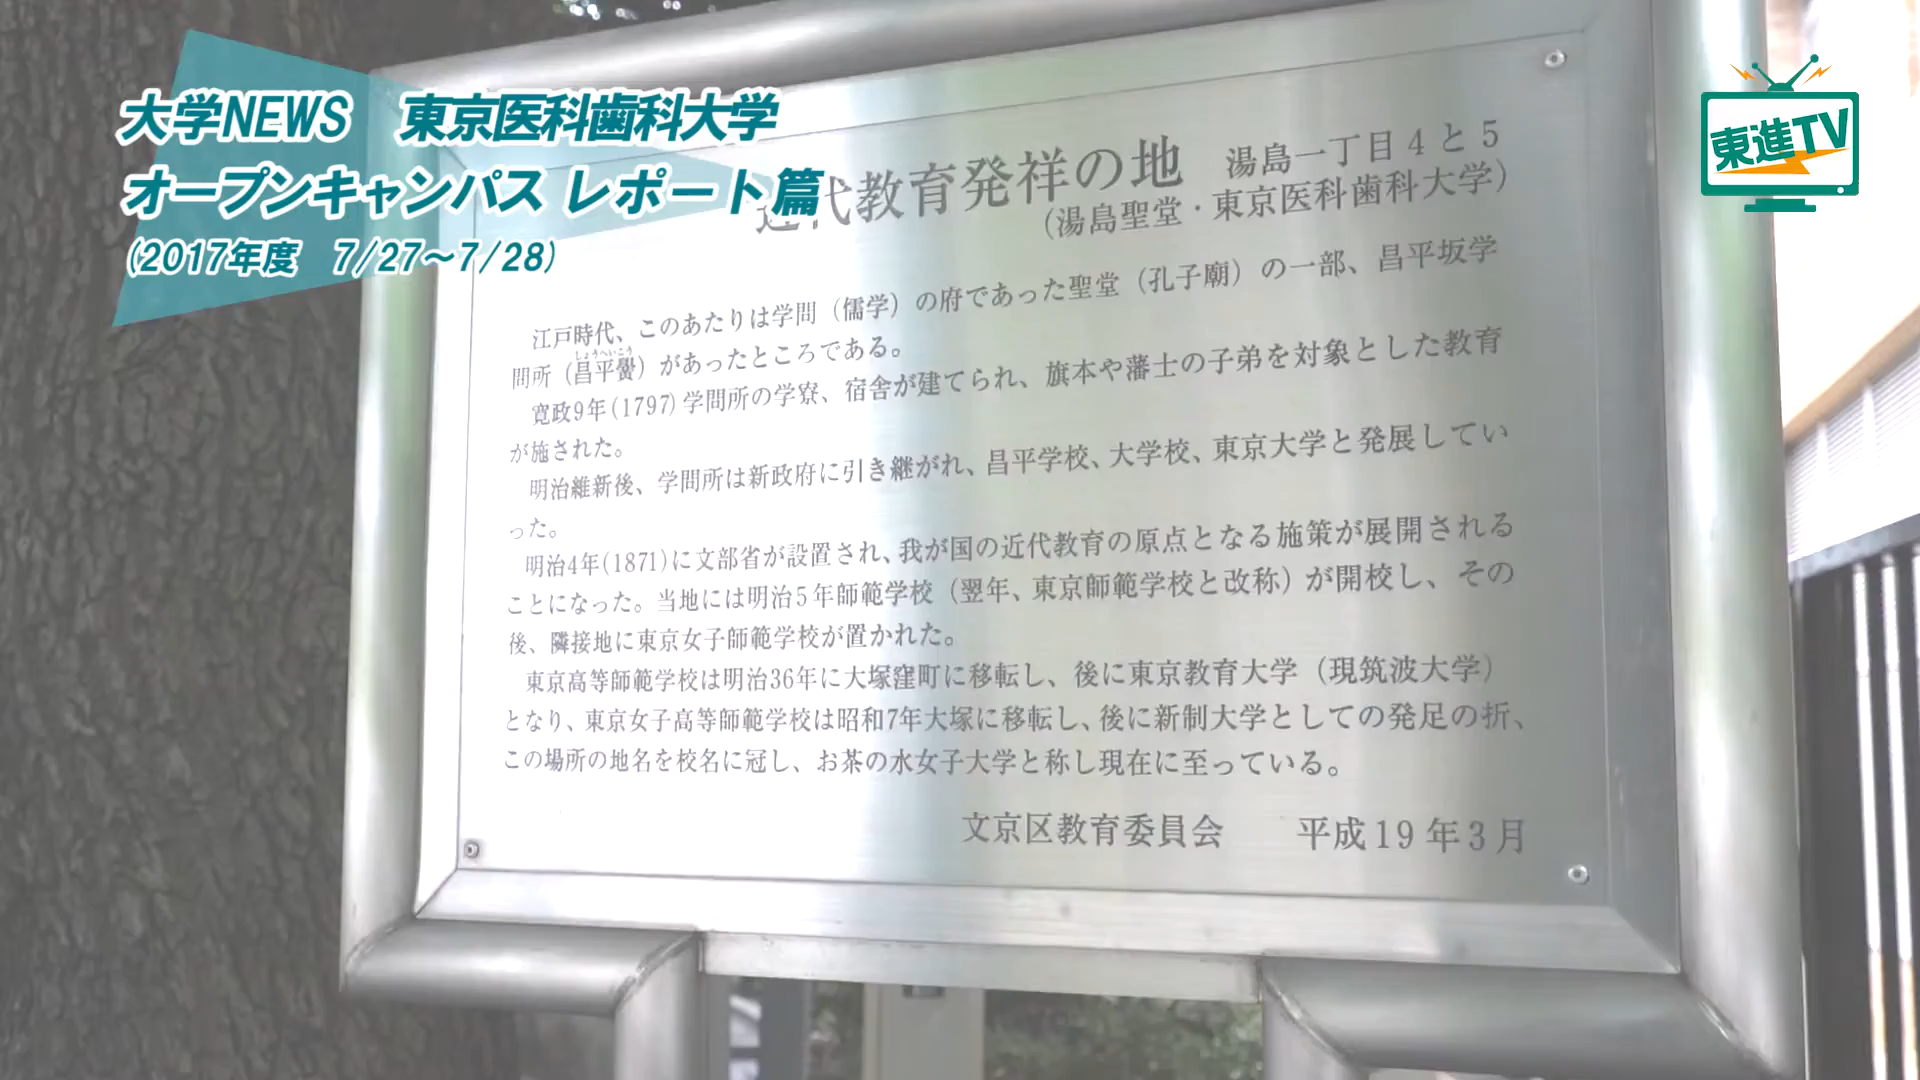 大学NEWS　東京医科歯科大学
オープンキャンパス レポート篇
(2017年度　7/27～7/28)
東進TV
近代教育発祥の地　湯島一丁目4と5
（湯島聖堂・東京医科歯科大学）
江戸時代、このあたりは学問（儒学）の府であった聖堂（孔子廟）の一部、昌平坂学
しょうへいこう
問所（昌平黌）があったところである。
寛政9年(1797)学問所の学寮、宿舎が建てられ、旗本や藩士の子弟を対象とした教育
が施された。
明治維新後、学問所は新政府に引き継がれ、昌平学校、大学校、東京大学と発展してい
った。
明治4年(1871)に文部省が設置され、我が国の近代教育の原点となる施策が展開される
ことになった。当地には明治5年師範学校（翌年、東京師範学校と改称）が開校し、その
後、隣接地に東京女子師範学校が置かれた。
東京高等師範学校は明治36年に大塚窪町に移転し、後に東京教育大学（現筑波大学）
となり、東京女子高等師範学校は昭和7年大塚に移転し、後に新制大学としての発足の折、
この場所の地名を校名に冠し、お茶の水女子大学と称し現在に至っている。
文京区教育委員会　　平成19年3月